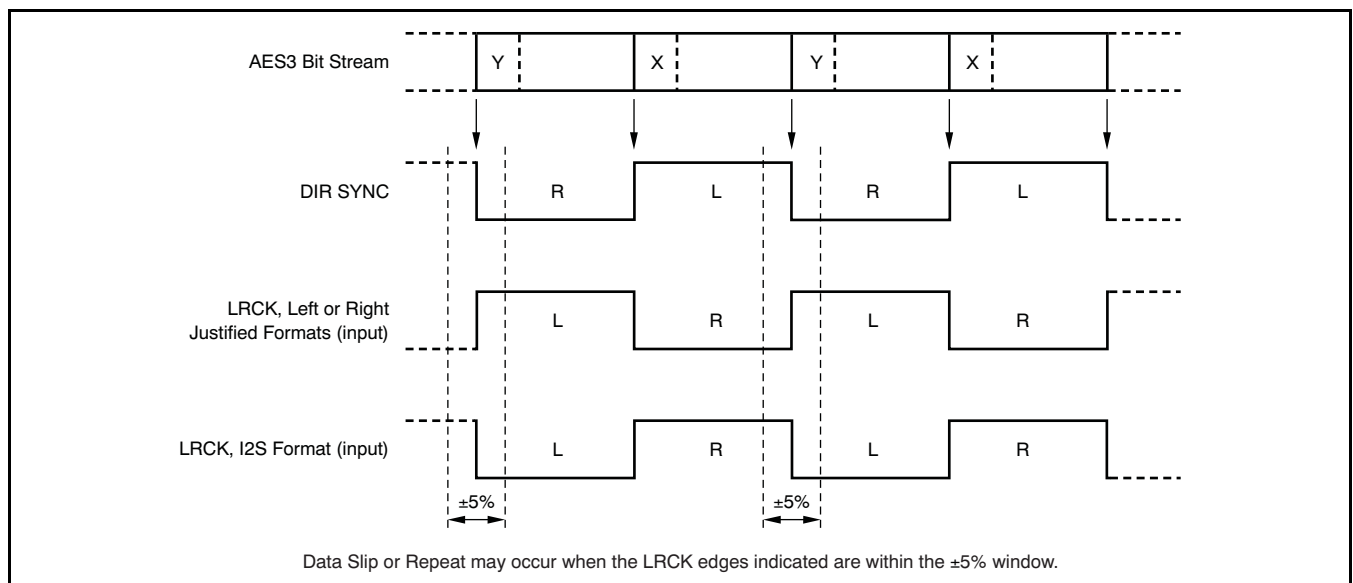 AES3 Bit Stream
Y
X
Y
X
DIR SYNC
R
L
R
L
LRCK, Left or Right
Justified Formats (input)
L
R
L
R
LRCK, I2S Format (input)
L
R
L
R
±5%
±5%
Data Slip or Repeat may occur when the LRCK edges indicated are within the ±5% window.